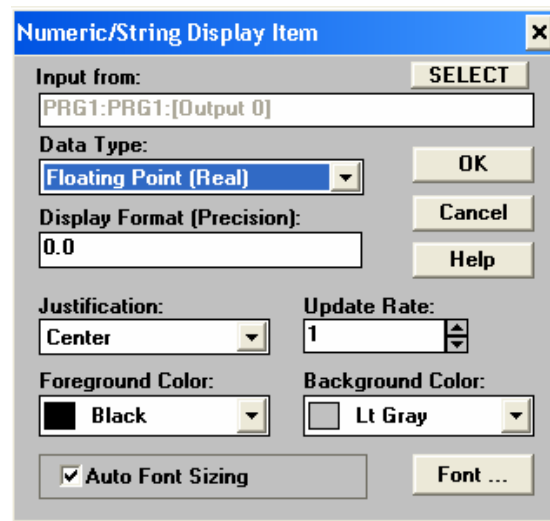 Numeric/String Display Item
Input from: SELECT
PRG1:PRG1:[Output 0]
Data Type:
Floating Point (Real)
OK
Display Format (Precision):
Cancel
0.0
Help
Justification: Update Rate:
Center 1
Foreground Color: Background Color:
Black Lt Gray
Auto Font Sizing Font ...